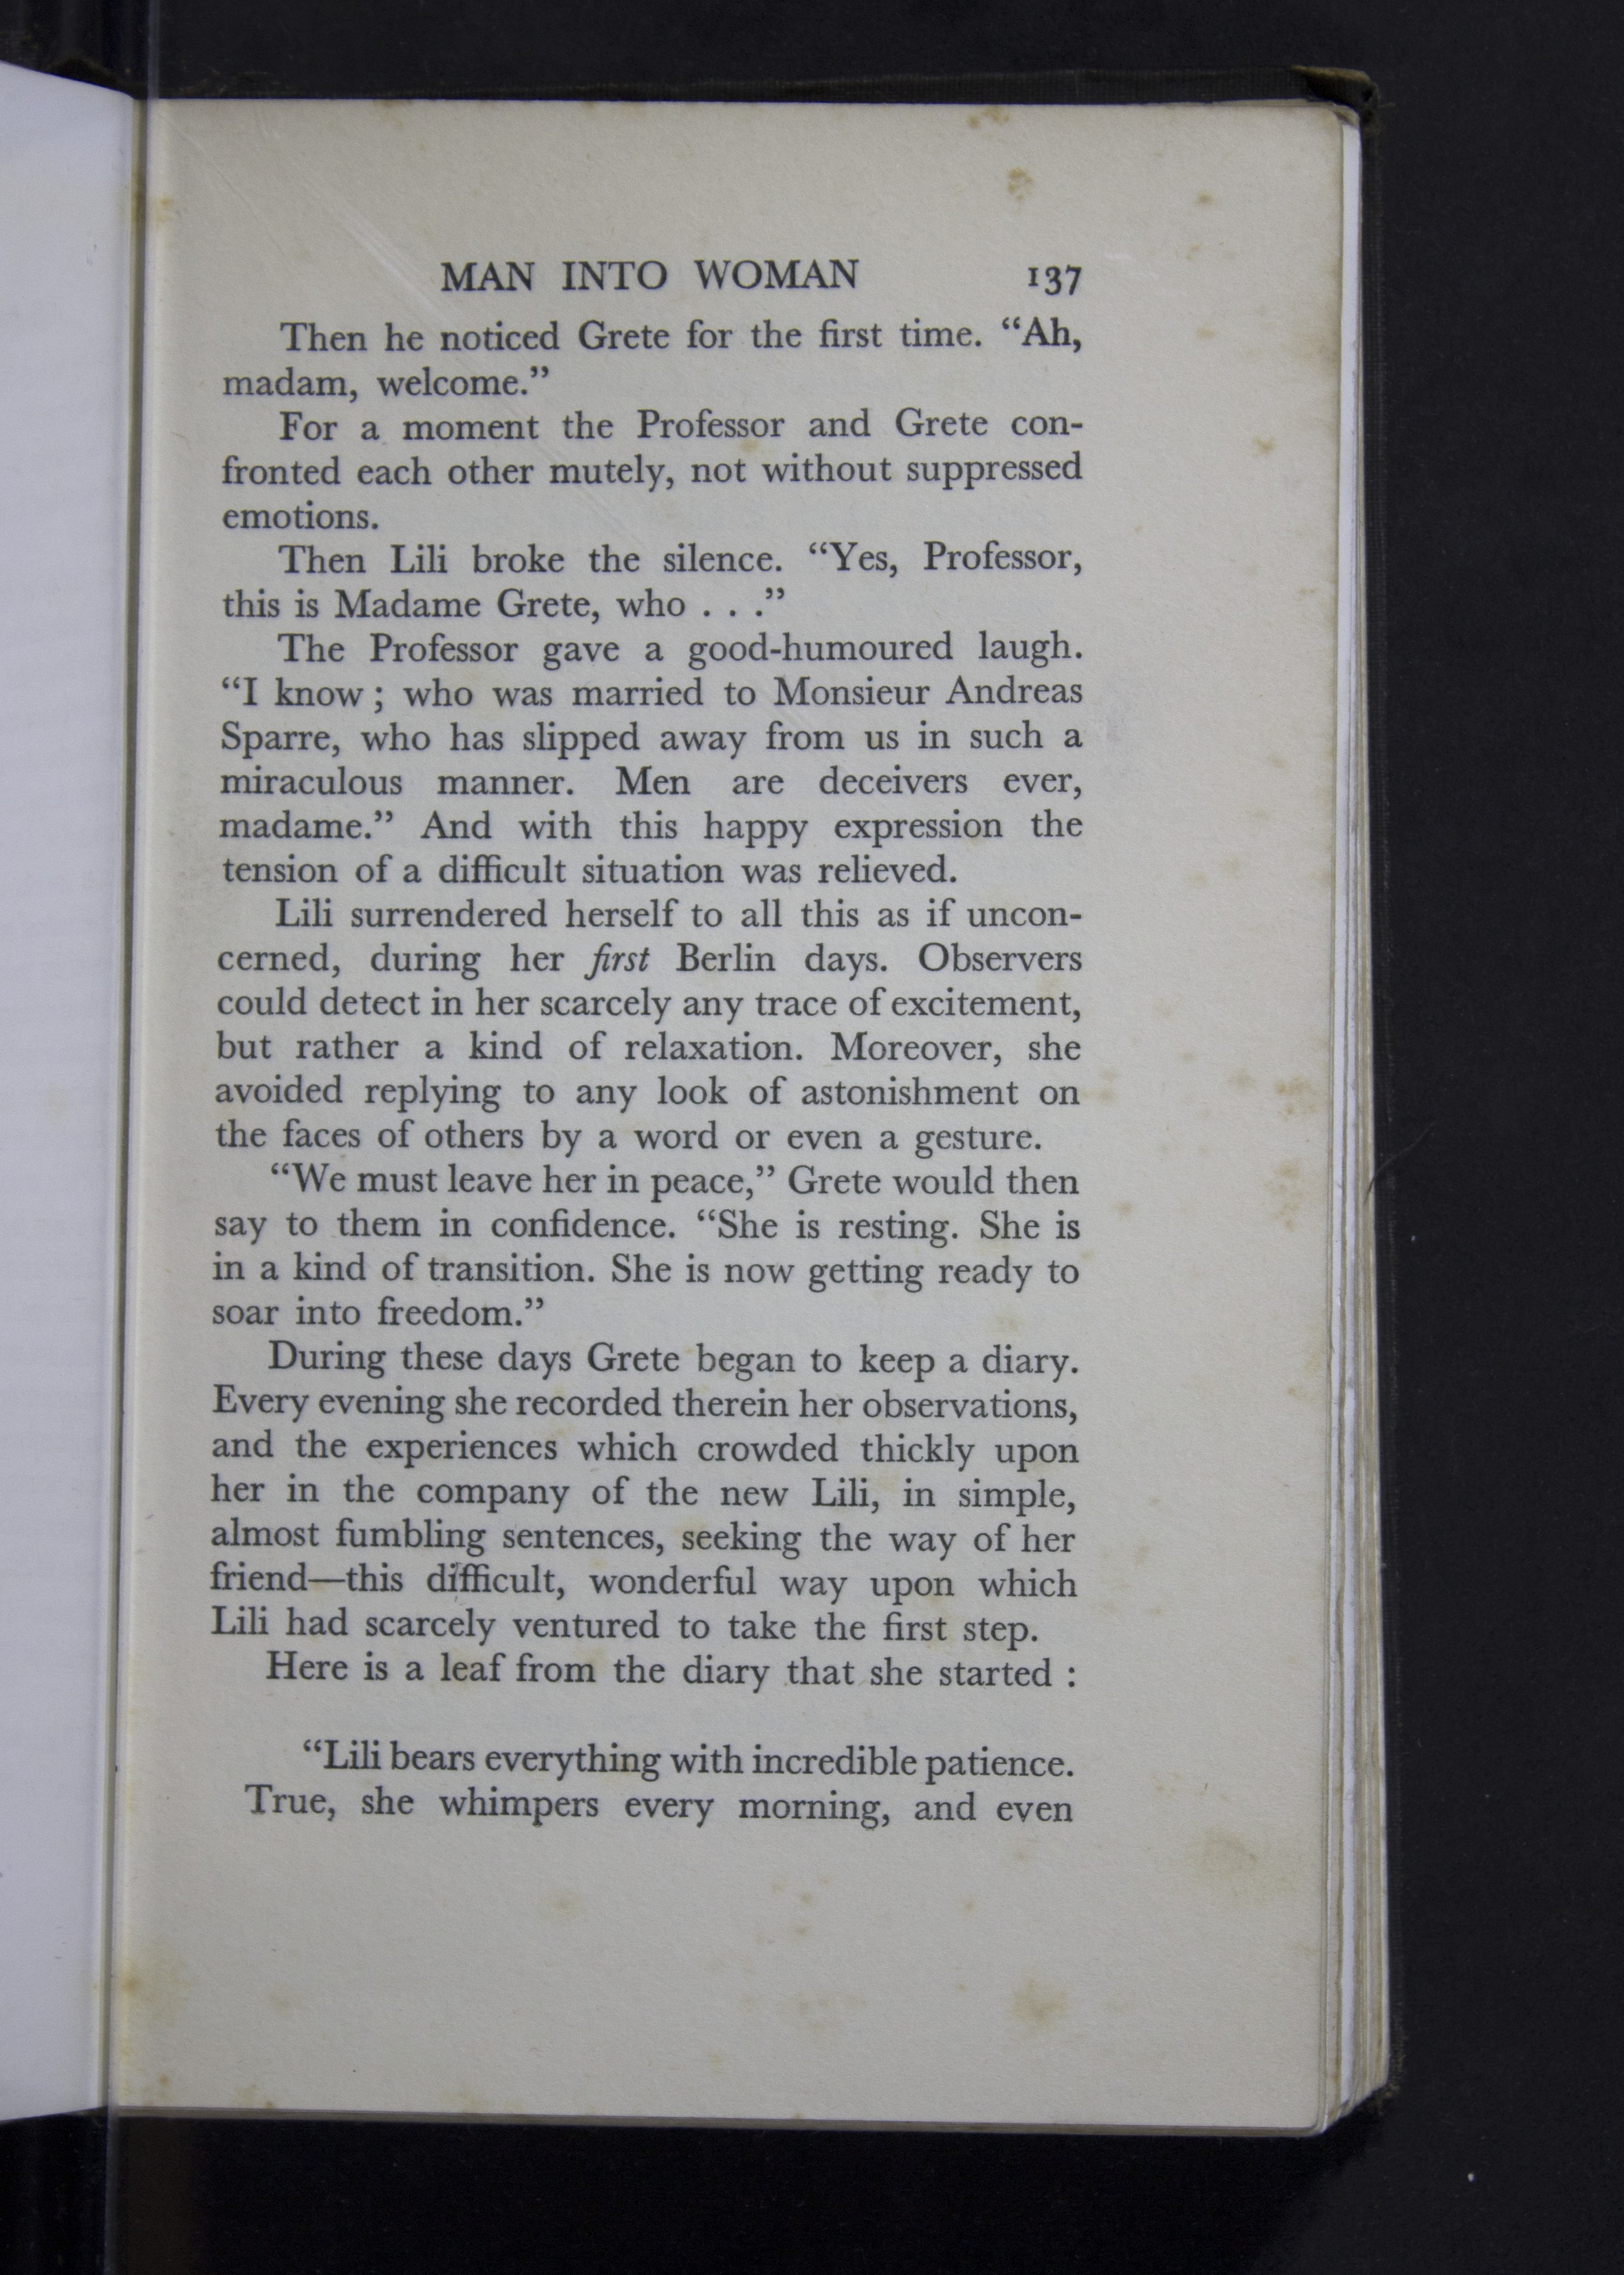 MAN INTO WOMAN 137
Then he noticed Grete for the first time. “Ah,
madam, welcome.”
For a moment the Professor and Grete con-
fronted each other mutely, not without suppressed
emotions.
Then Lili broke the silence. “Yes, Professor,
this is Madame Grete, who . . .”
The Professor gave a good-humoured laugh.
“I know ; who was married to Monsieur Andreas
Sparre, who has slipped away from us in such a
miraculous manner. Men are deceivers ever,
madame.” And with this happy expression the
tension of a difficult situation was relieved.
Lili surrendered herself to all this as if uncon-
cerned, during her first Berlin days. Observers
could detect in her scarcely any trace of excitement,
but rather a kind of relaxation. Moreover, she
avoided replying to any look of astonishment on
the faces of others by a word or even a gesture.
“We must leave her in peace,” Grete would then
say to them in confidence. “She is resting. She is
in a kind of transition. She is now getting ready to
soar into freedom.”
During these days Grete began to keep a diary.
Every evening she recorded therein her observations,
and the experiences which crowded thickly upon
her in the company of the new Lili, in simple,
almost fumbling sentences, seeking the way of her
friend—this difficult, wonderful way upon which
Lili had scarcely ventured to take the first step.
Here is a leaf from the diary that she started :
“Lili bears everything with incredible patience.
True, she whimpers every morning, and even